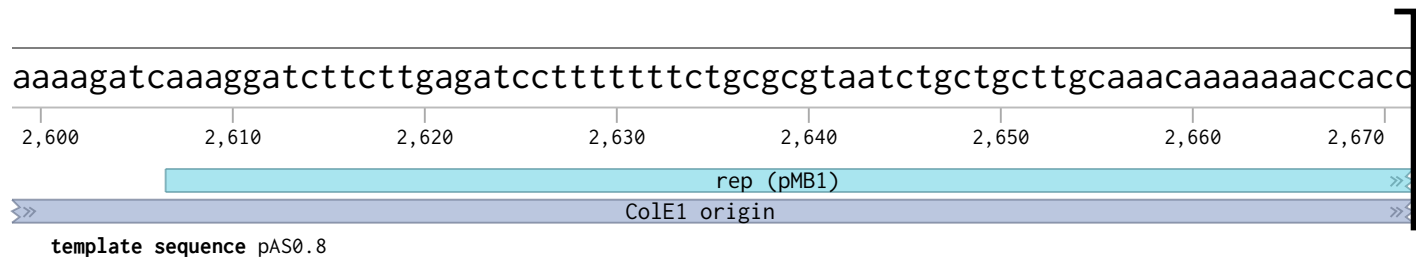 aaaagatcaaaggatcttcttgagatcctttttttctgcgcgtaatctgctgcttgcaaacaaaaaaaccacc
2,600 2,610 2,620 2,630 2,640 2,650 2,660 2,670
rep (pMB1)
ColE1 origin
template sequence pAS0.8